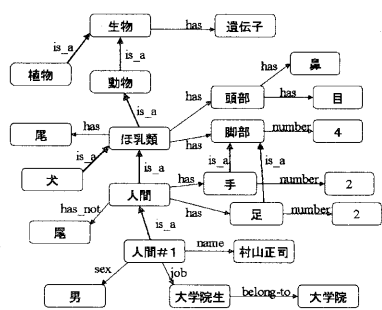 生物
has
遺伝子
is_a
is_a
植物
動物
鼻
has
is_a
頭部
has
目
尾
has
ほ乳類
has
has
脚部
number
4
is_a
犬
is_a
is_a
is_a
人間
has
手
number
2
has_not
has
足
number
2
尾
is_a
人間#1
name
村山正司
sex
job
男
大学院生
belong-to
大学院